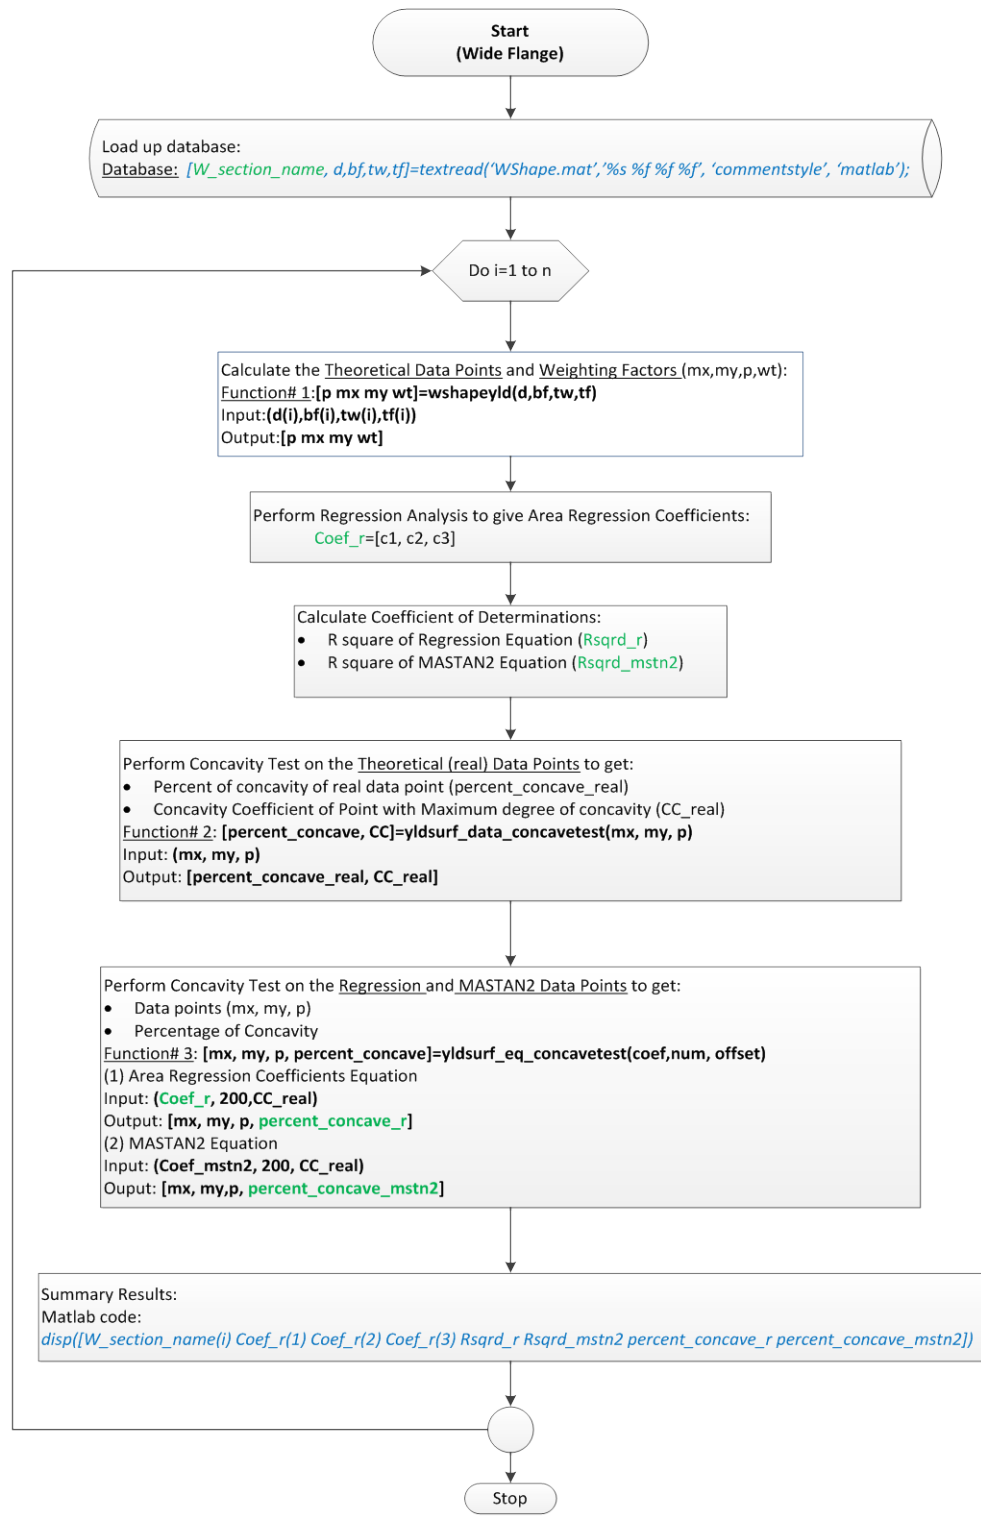 Start
(Wide Flange)
Load up database:
Database: [W_section_name, d,bf,tw,tf]=textread(‘WShape.mat’,’%s %f %f %f’, ‘commentstyle’, ‘matlab’);
Do i=1 to n
Calculate the Theoretical Data Points and Weighting Factors (mx,my,p,wt):
Function# 1:[p mx my wt]=wshapeyld(d,bf,tw,tf)
Input:(d(i),bf(i),tw(i),tf(i))
Output:[p mx my wt]
Perform Regression Analysis to give Area Regression Coefficients:
Coef_r=[c1, c2, c3]
Calculate Coefficient of Determinations:
• R square of Regression Equation (Rsqrd_r)
• R square of MASTAN2 Equation (Rsqrd_mstn2)
Perform Concavity Test on the Theoretical (real) Data Points to get:
• Percent of concavity of real data point (percent_concave_real)
• Concavity Coefficient of Point with Maximum degree of concavity (CC_real)
Function# 2: [percent_concave, CC]=yldsurf_data_concavetest(mx, my, p)
Input: (mx, my, p)
Output: [percent_concave_real, CC_real]
Perform Concavity Test on the Regression and MASTAN2 Data Points to get:
• Data points (mx, my, p)
• Percentage of Concavity
Function# 3: [mx, my, p, percent_concave]=yldsurf_eq_concavetest(coef,num, offset)
(1) Area Regression Coefficients Equation
Input: (Coef_r, 200,CC_real)
Output: [mx, my, p, percent_concave_r]
(2) MASTAN2 Equation
Input: (Coef_mstn2, 200, CC_real)
Ouput: [mx, my,p, percent_concave_mstn2]
Summary Results:
Matlab code:
disp([W_section_name(i) Coef_r(1) Coef_r(2) Coef_r(3) Rsqrd_r Rsqrd_mstn2 percent_concave_r percent_concave_mstn2])
Stop